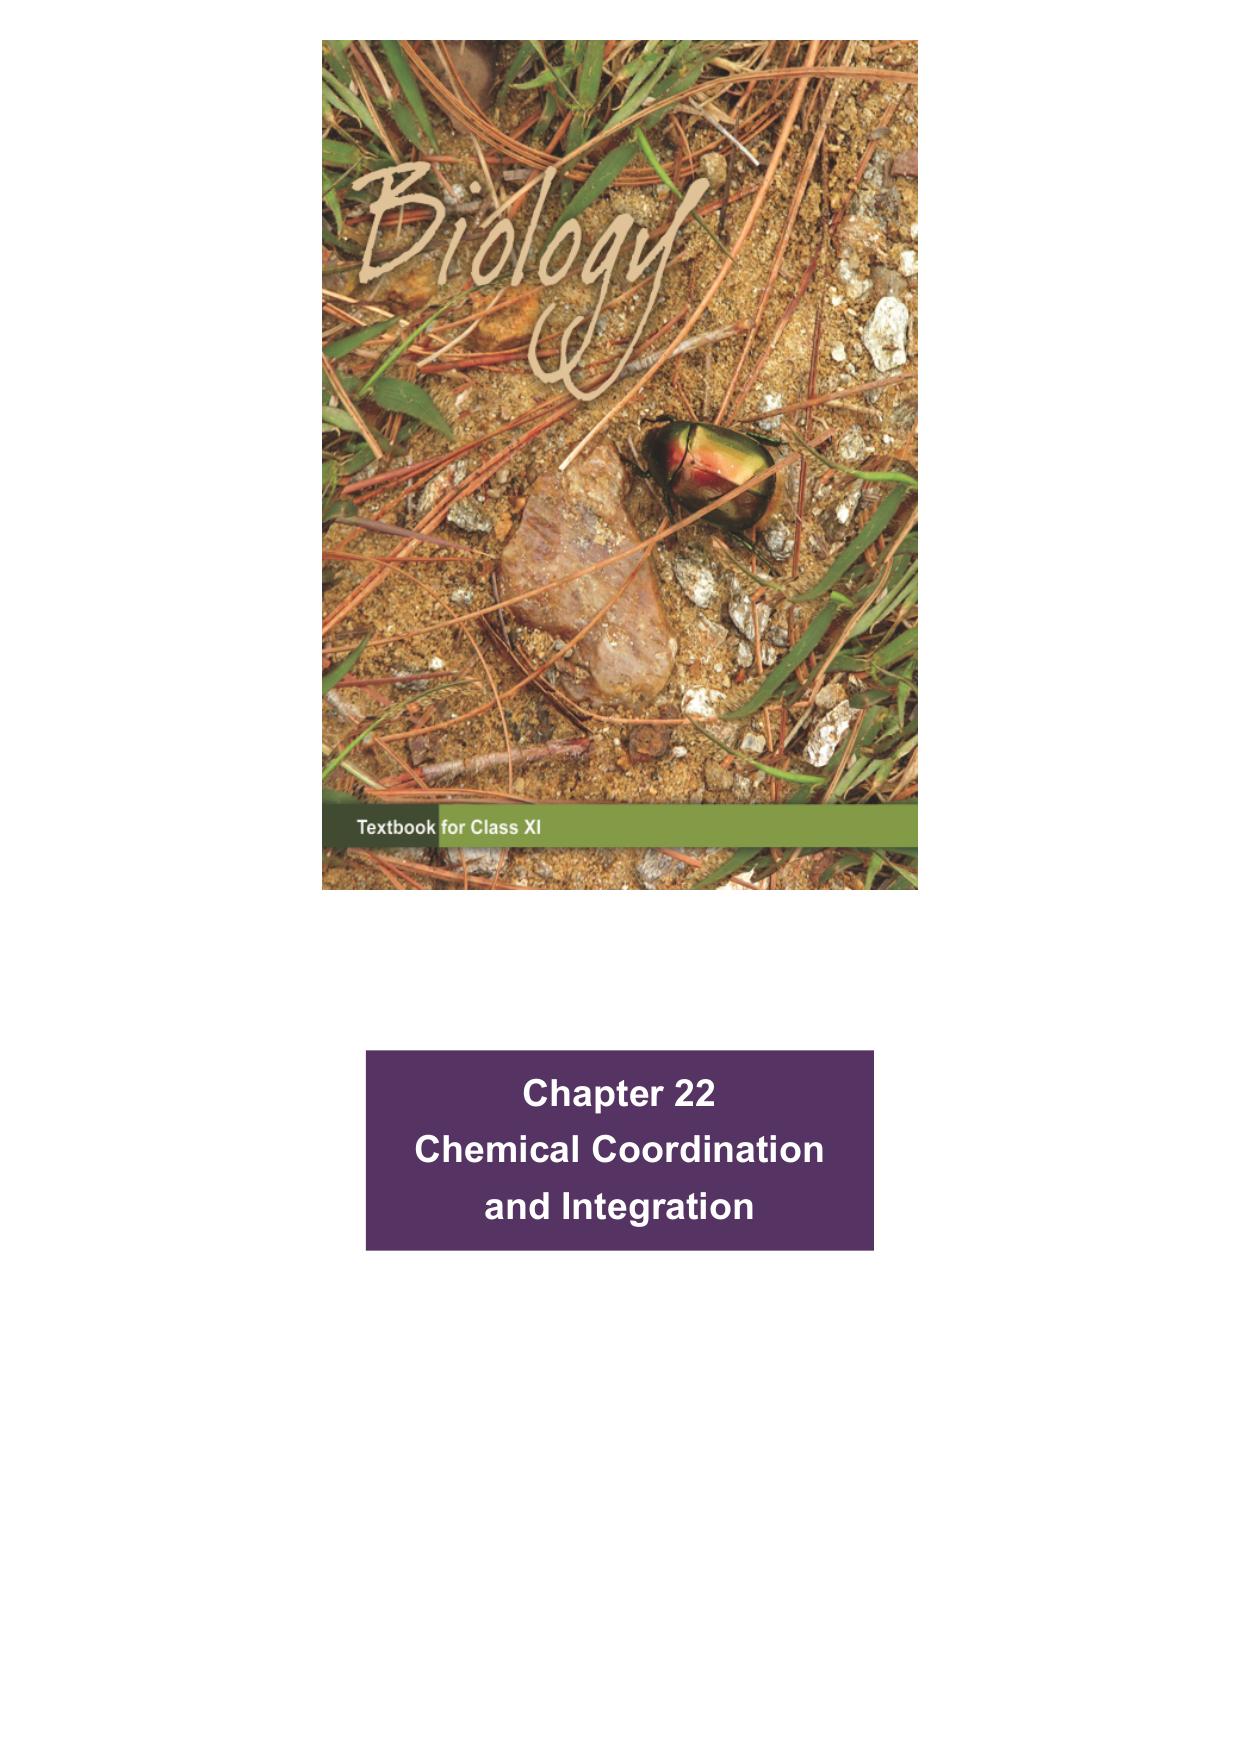 Biology
Textbook for Class XI
Chapter 22
Chemical Coordination
and Integration